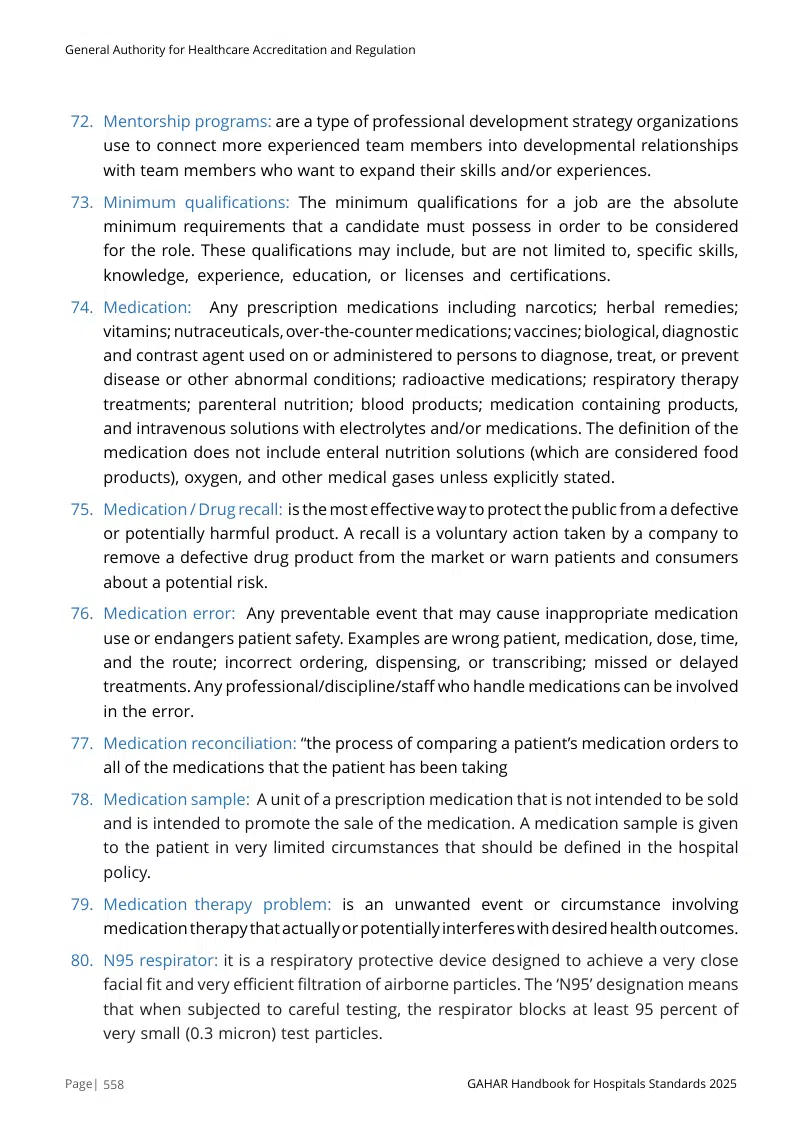 General Authority for Healthcare Accreditation and Regulation
72. Mentorship programs: are a type of professional development strategy organizations
use to connect more experienced team members into developmental relationships
with team members who want to expand their skills and/or experiences.
73. Minimum qualifications: The minimum qualifications for a job are the absolute
minimum requirements that a candidate must possess in order to be considered
for the role. These qualifications may include, but are not limited to, specific skills,
knowledge, experience, education, or licenses and certifications.
74. Medication: Any prescription medications including narcotics; herbal remedies;
vitamins; nutraceuticals, over-the-counter medications; vaccines; biological, diagnostic
and contrast agent used on or administered to persons to diagnose, treat, or prevent
disease or other abnormal conditions; radioactive medications; respiratory therapy
treatments; parenteral nutrition; blood products; medication containing products,
and intravenous solutions with electrolytes and/or medications. The definition of the
medication does not include enteral nutrition solutions (which are considered food
products), oxygen, and other medical gases unless explicitly stated.
75. Medication / Drug recall: is the most effective way to protect the public from a defective
or potentially harmful product. A recall is a voluntary action taken by a company to
remove a defective drug product from the market or warn patients and consumers
about a potential risk.
76. Medication error: Any preventable event that may cause inappropriate medication
use or endangers patient safety. Examples are wrong patient, medication, dose, time,
and the route; incorrect ordering, dispensing, or transcribing; missed or delayed
treatments. Any professional/discipline/staff who handle medications can be involved
in the error.
77. Medication reconciliation: “the process of comparing a patient’s medication orders to
all of the medications that the patient has been taking
78. Medication sample: A unit of a prescription medication that is not intended to be sold
and is intended to promote the sale of the medication. A medication sample is given
to the patient in very limited circumstances that should be defined in the hospital
policy.
79. Medication therapy problem: is an unwanted event or circumstance involving
medication therapy that actually or potentially interferes with desired health outcomes.
80. N95 respirator: it is a respiratory protective device designed to achieve a very close
facial fit and very efficient filtration of airborne particles. The ‘N95’ designation means
that when subjected to careful testing, the respirator blocks at least 95 percent of
very small (0.3 micron) test particles.
Page| 558
GAHAR Handbook for Hospitals Standards 2025